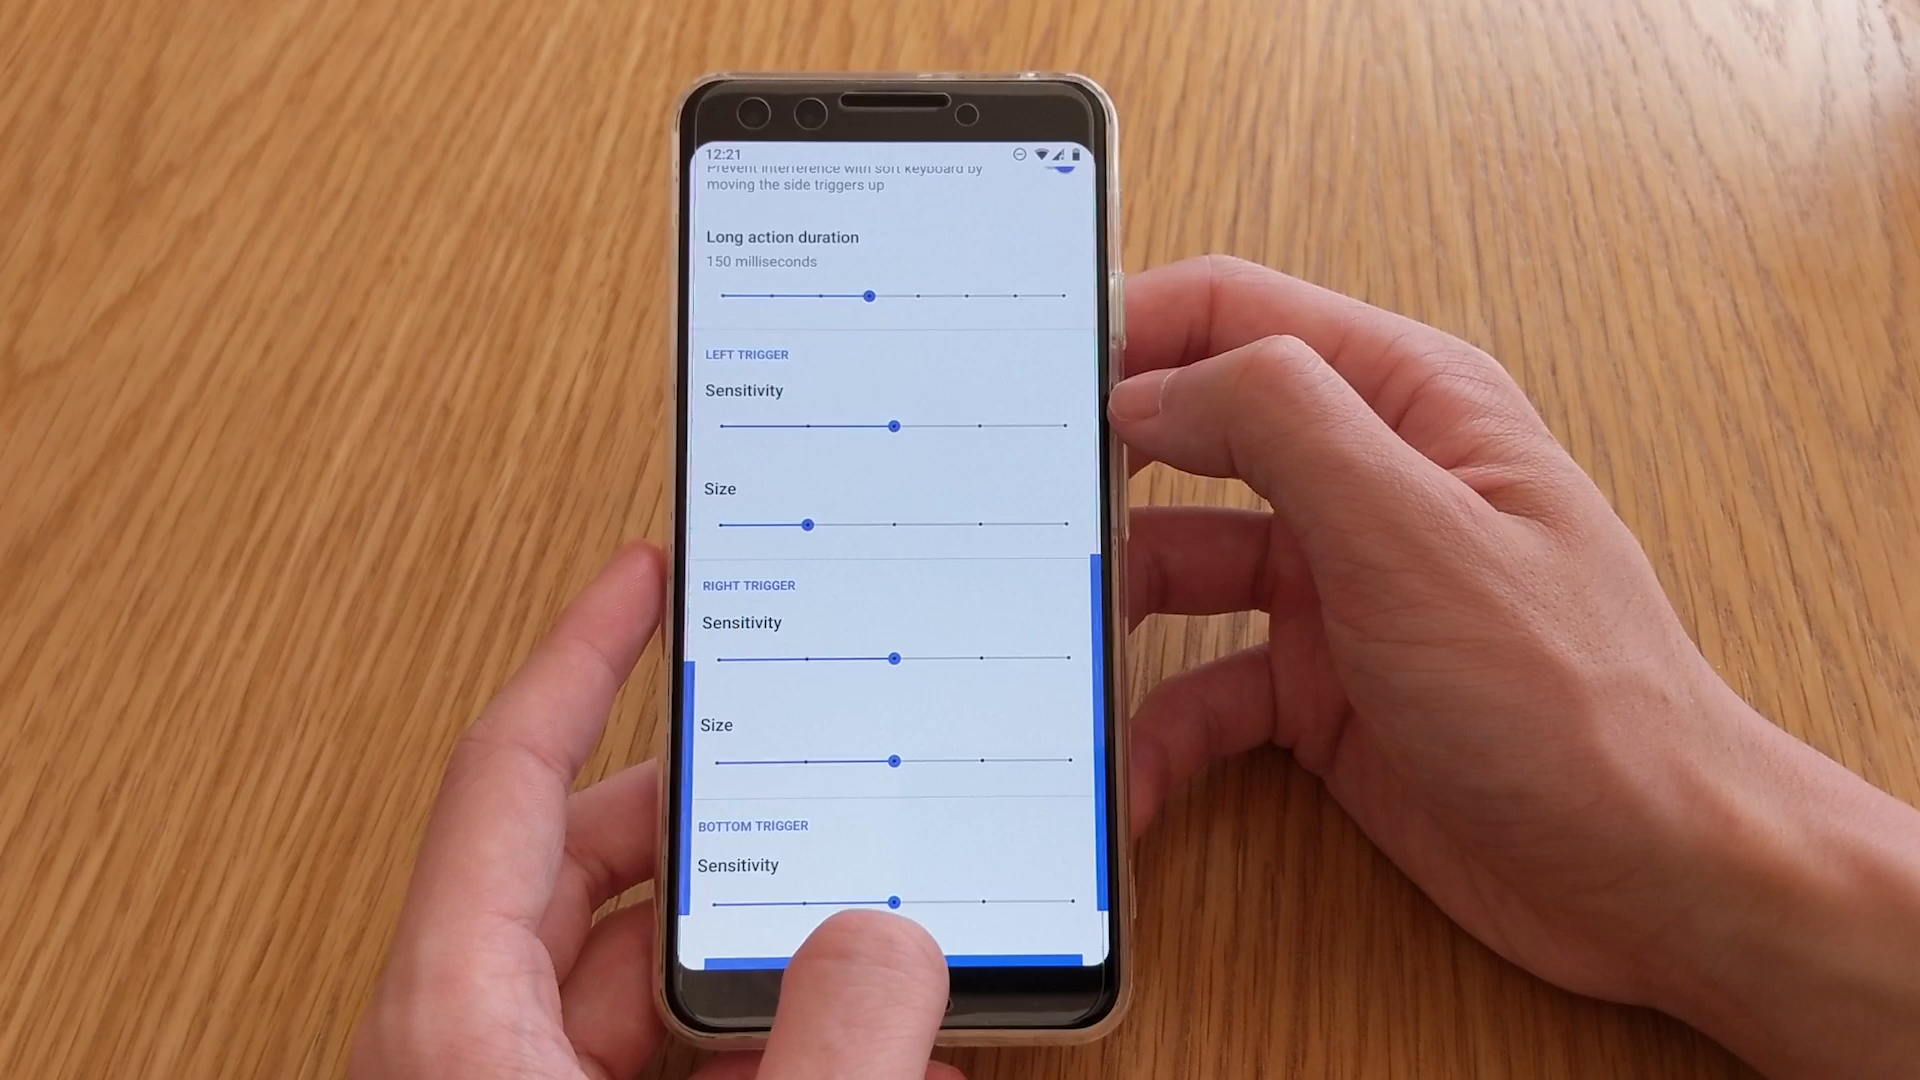 12:21
Prevent interference with soft keyboard by
moving the side triggers up
Long action duration
150 milliseconds
LEFT TRIGGER
Sensitivity
Size
RIGHT TRIGGER
Sensitivity
Size
BOTTOM TRIGGER
Sensitivity